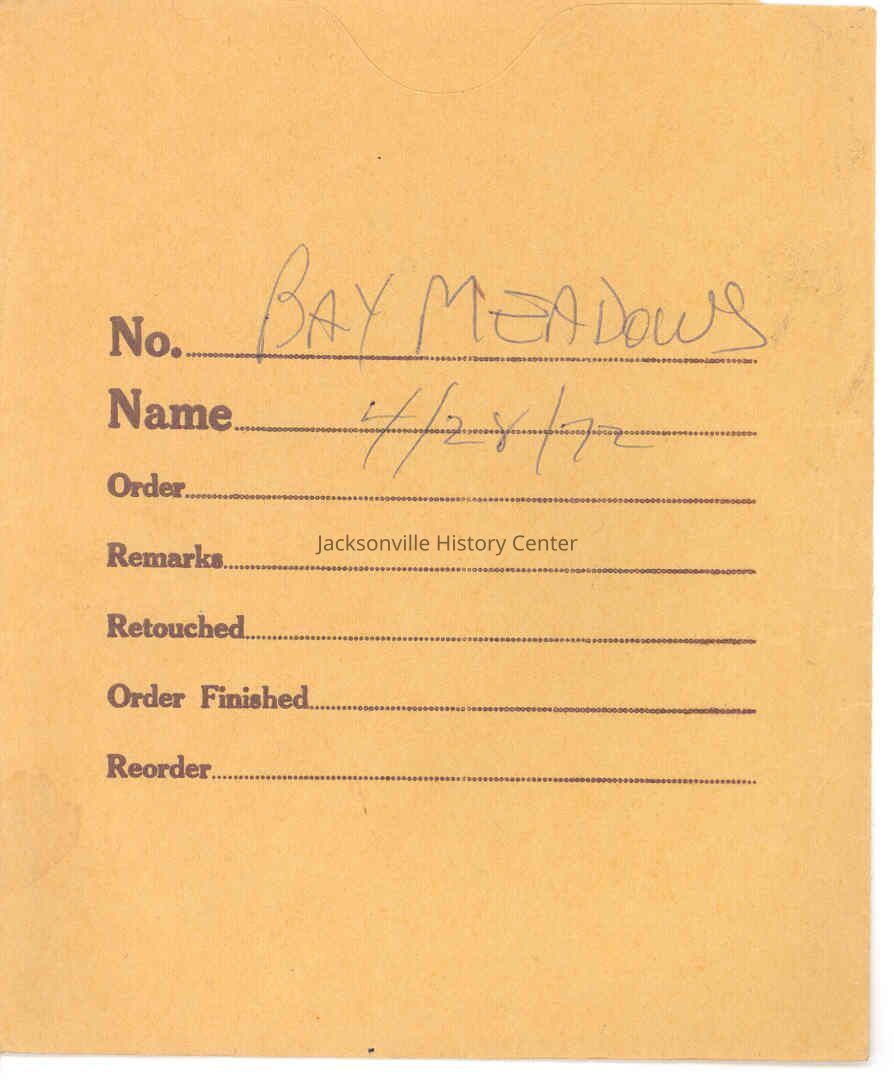 No. BAY MEADOWS
Name 4/28/72
Order
Jacksonville History Center
Remarks
Retouched
Order Finished
Reorder